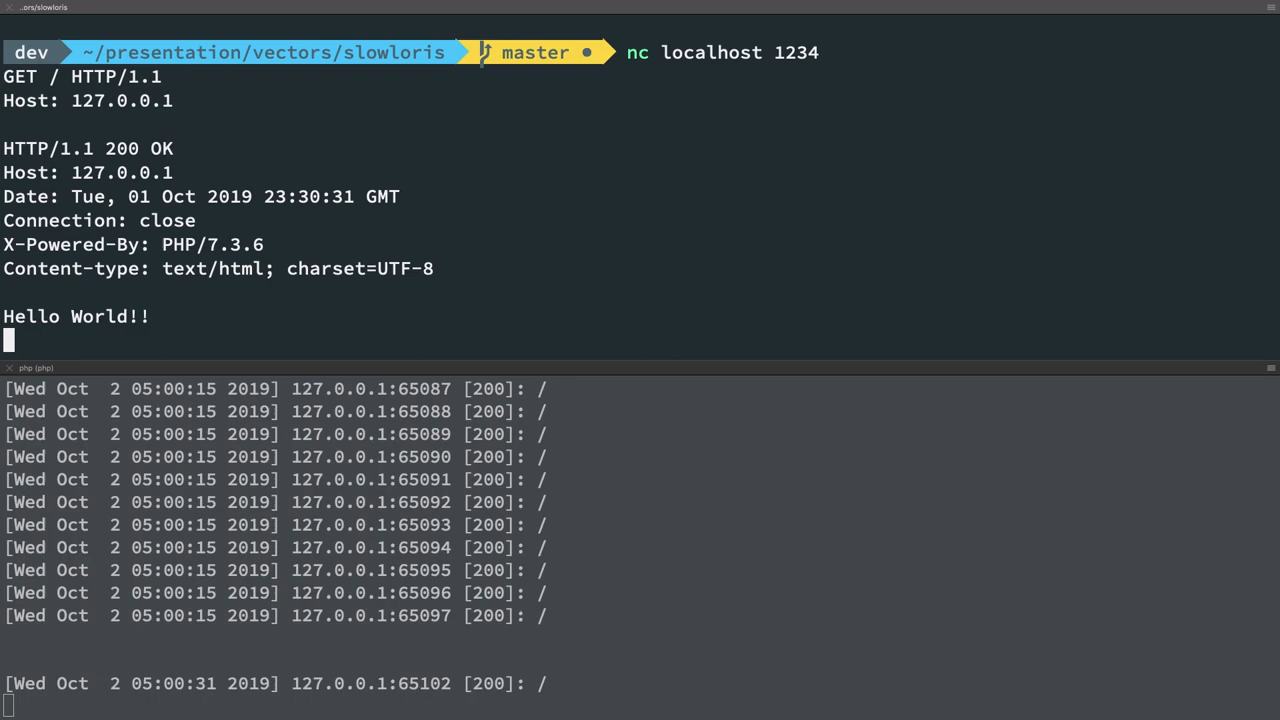 ..ors/slowloris
dev ~/presentation/vectors/slowloris master ● nc localhost 1234
GET / HTTP/1.1
Host: 127.0.0.1
HTTP/1.1 200 OK
Host: 127.0.0.1
Date: Tue, 01 Oct 2019 23:30:31 GMT
Connection: close
X-Powered-By: PHP/7.3.6
Content-type: text/html; charset=UTF-8
Hello World!!
php (php)
[Wed Oct  2 05:00:15 2019] 127.0.0.1:65087 [200]: /
[Wed Oct  2 05:00:15 2019] 127.0.0.1:65088 [200]: /
[Wed Oct  2 05:00:15 2019] 127.0.0.1:65089 [200]: /
[Wed Oct  2 05:00:15 2019] 127.0.0.1:65090 [200]: /
[Wed Oct  2 05:00:15 2019] 127.0.0.1:65091 [200]: /
[Wed Oct  2 05:00:15 2019] 127.0.0.1:65092 [200]: /
[Wed Oct  2 05:00:15 2019] 127.0.0.1:65093 [200]: /
[Wed Oct  2 05:00:15 2019] 127.0.0.1:65094 [200]: /
[Wed Oct  2 05:00:15 2019] 127.0.0.1:65095 [200]: /
[Wed Oct  2 05:00:15 2019] 127.0.0.1:65096 [200]: /
[Wed Oct  2 05:00:15 2019] 127.0.0.1:65097 [200]: /
[Wed Oct  2 05:00:31 2019] 127.0.0.1:65102 [200]: /